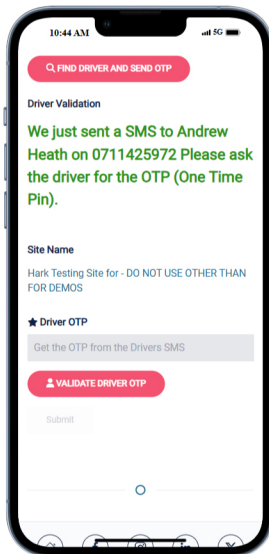 10:44 AM 5G
FIND DRIVER AND SEND OTP
Driver Validation
We just sent a SMS to Andrew
Heath on 0711425972 Please ask
the driver for the OTP (One Time
Pin).
Site Name
Hark Testing Site for - DO NOT USE OTHER THAN
FOR DEMOS
Driver OTP
Get the OTP from the Drivers SMS
VALIDATE DRIVER OTP
Submit